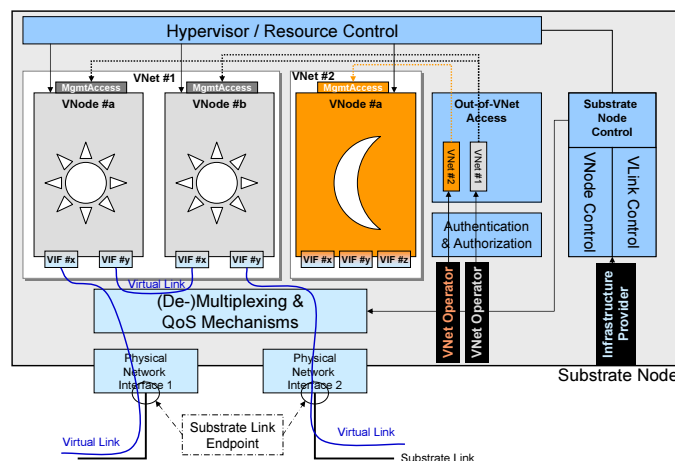 Hypervisor / Resource Control
VNet #1
VNet #2
MgmtAccess
MgmtAccess
MgmtAccess
VNode #a
VNode #b
VNode #a
Out-of-VNet
Access
VNet #2
VNet #1
Substrate
Node
Control
VNode Control
VLink Control
Authentication
& Authorization
VIF #x
VIF #y
VIF #x
VIF #y
VIF #x
VIF #y
VIF #z
Virtual Link
(De-)Multiplexing &
QoS Mechanisms
VNet Operator
VNet Operator
Infrastructure
Provider
Physical
Network
Interface 1
Physical
Network
Interface 2
Substrate Node
Substrate Link
Endpoint
Virtual Link
Virtual Link
Substrate Link